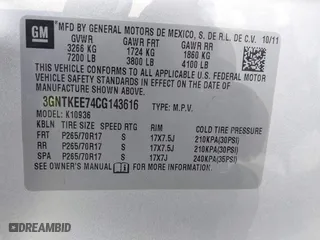 GM
MFD BY GENERAL MOTORS DE MEXICO, S. DE R.L. DE C.V. 10/11
GVWR GAWR FRT GAWR RR
3266 KG 1724 KG 1860 KG
7200 LB 3800 LB 4100 LB
THIS VEHICLE CONFORMS TO ALL APPLICABLE U.S. FEDERAL MOTOR
VEHICLE SAFETY STANDARDS IN EFFECT ON THE DATE OF
MANUFACTURE SHOWN ABOVE.
3GNTKEE74CG143616 TYPE: M.P.V.
MODEL: K10936
KBLN TIRE SIZE SPEED RTG RIM COLD TIRE PRESSURE
FRT P265/70R17 S 17X7.5J 210KPA(30PSI)
RR P265/70R17 S 17X7.5J 210KPA(30PSI)
SPA P265/70R17 S 17X7J 240KPA(35PSI)
SEE OWNER'S MANUAL FOR ADDITIONAL INFORMATION
DREAMBID